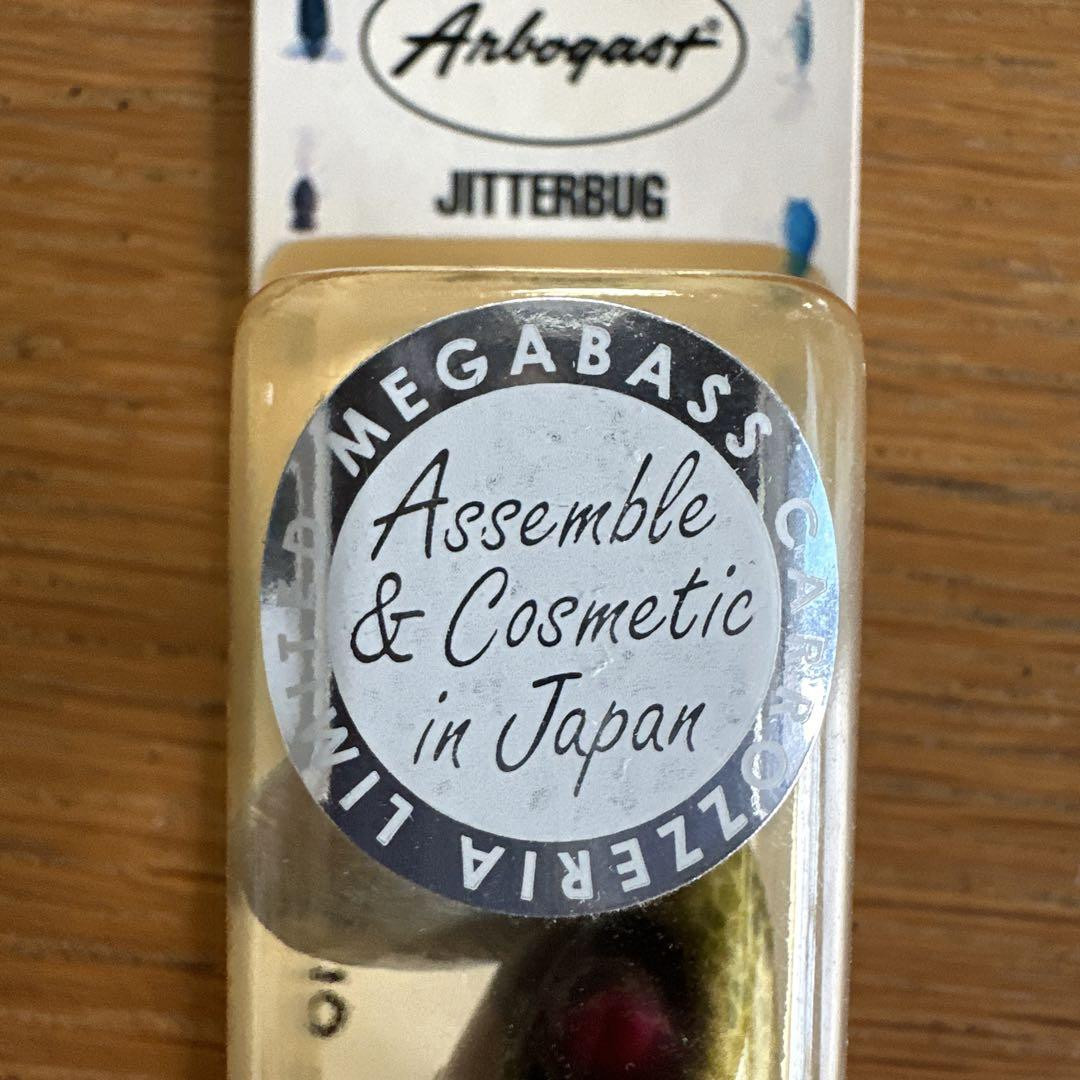 Arbogast®
JITTERBUG
MEGABASS CARROZZERIA LIMITED
Assemble
& Cosmetic
in Japan